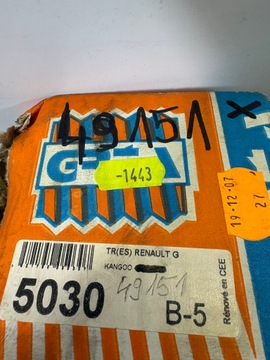 49151 x
-1443
19-12-07
27
TR(ES) RENAULT G
KANGOO
49151
5030
B-5
Rénové en CEE